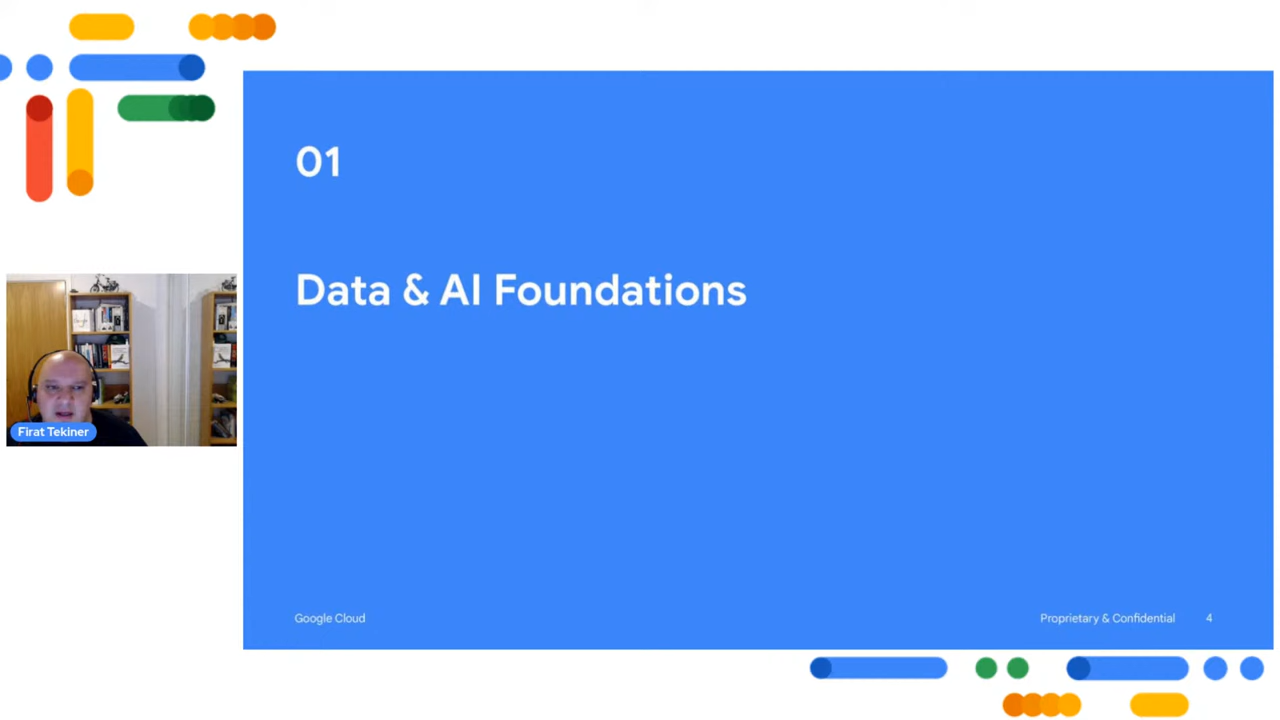 01
Data & AI Foundations
Firat Tekiner
Google Cloud
Proprietary & Confidential
4